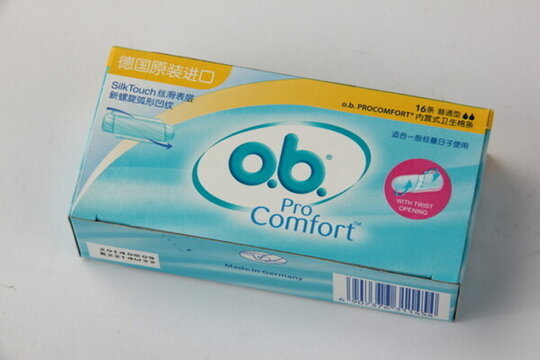 德国原装进口
SilkTouch 丝滑表层
新螺旋弧形凹纹
16条 普通型
o.b. PROCOMFORT® 内置式卫生棉条
适合一般经量日子使用
o.b.®
Pro
Comfort™
WITH TWIST
OPENING
Made in Germany